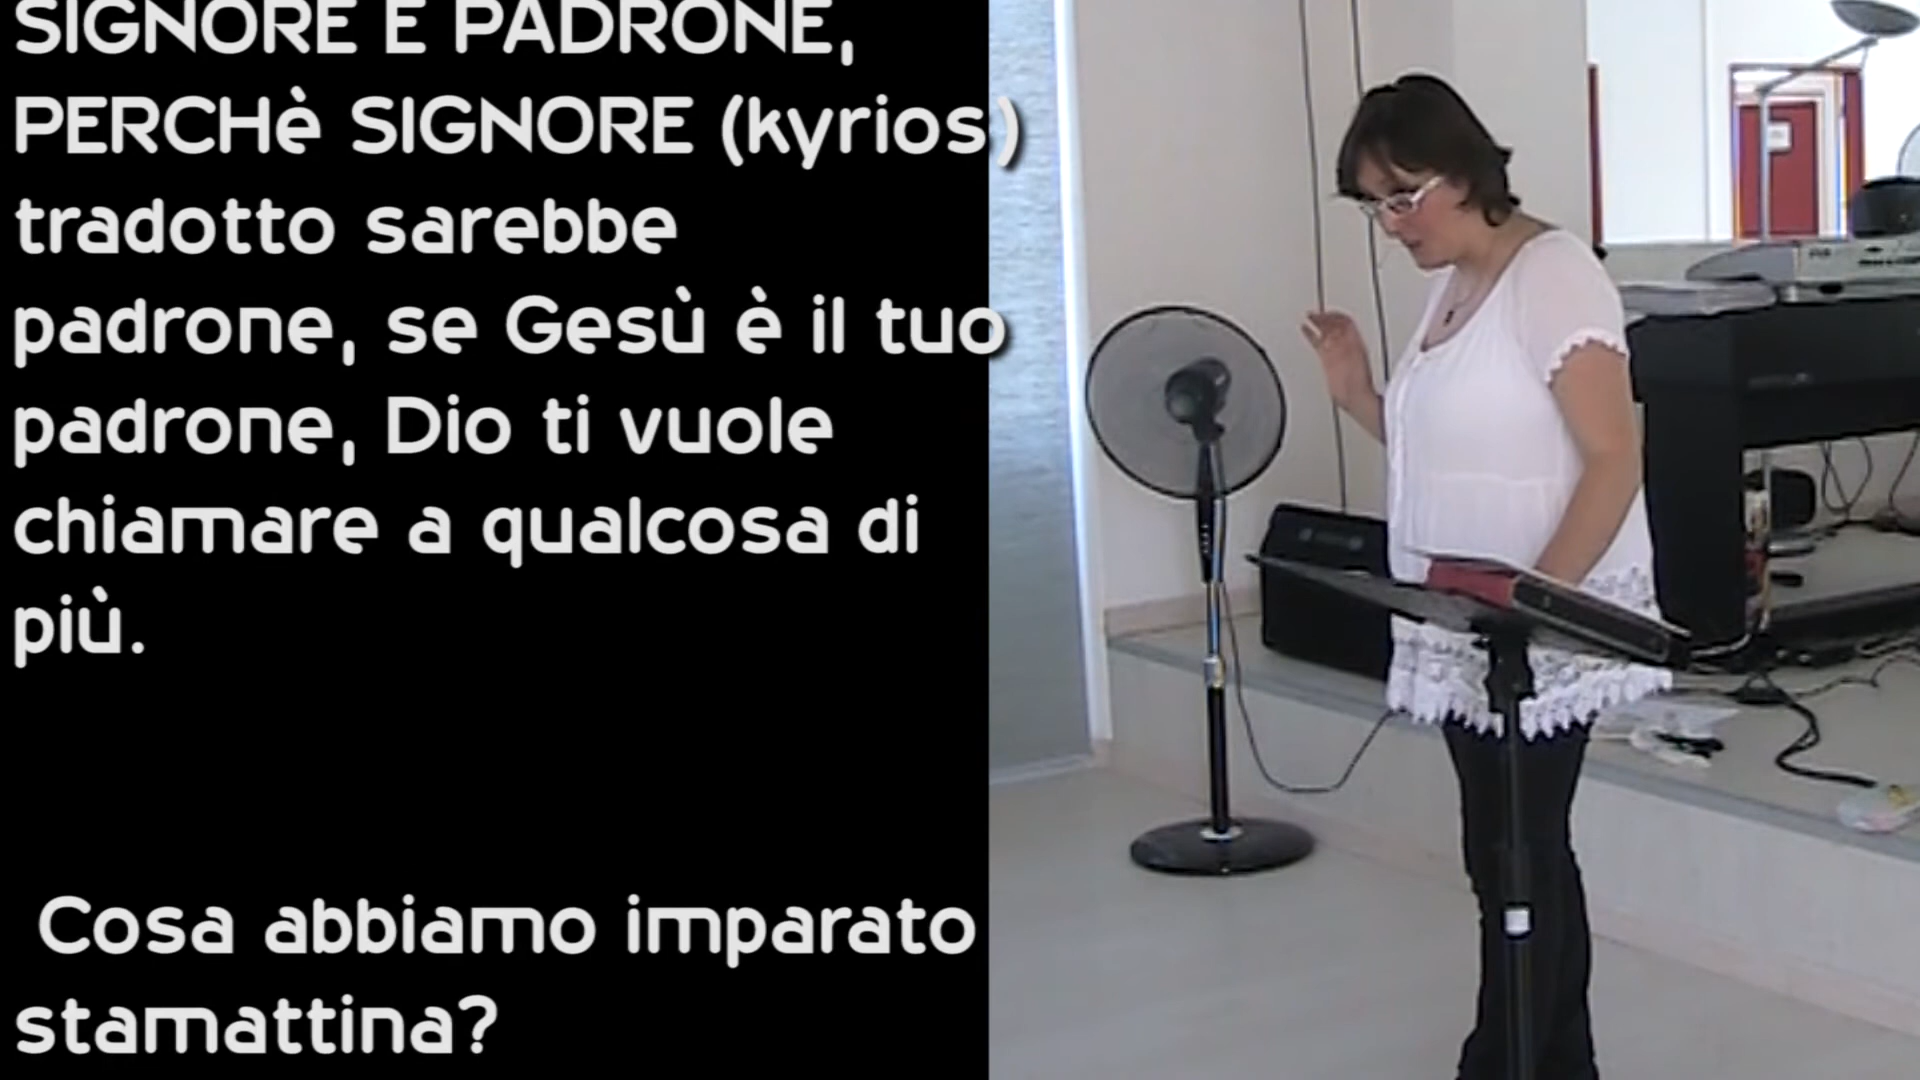 SIGNORE E PADRONE,
PERCHè SIGNORE (kyrios)
tradotto sarebbe
padrone, se Gesù è il tuo
padrone, Dio ti vuole
chiamare a qualcosa di
più.
Cosa abbiamo imparato
stamattina?